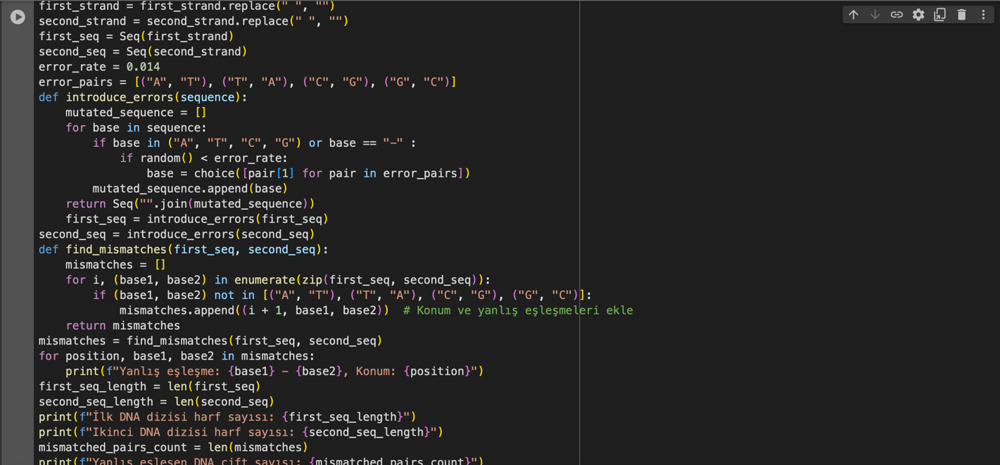 first_strand = first_strand.replace(" ", "")
second_strand = second_strand.replace(" ", "")
first_seq = Seq(first_strand)
second_seq = Seq(second_strand)
error_rate = 0.014
error_pairs = [("A", "T"), ("T", "A"), ("C", "G"), ("G", "C")]
def introduce_errors(sequence):
    mutated_sequence = []
    for base in sequence:
        if base in ("A", "T", "C", "G") or base == "-" :
            if random() < error_rate:
                base = choice([pair[1] for pair in error_pairs])
        mutated_sequence.append(base)
    return Seq("".join(mutated_sequence))
    first_seq = introduce_errors(first_seq)
second_seq = introduce_errors(second_seq)
def find_mismatches(first_seq, second_seq):
    mismatches = []
    for i, (base1, base2) in enumerate(zip(first_seq, second_seq)):
        if (base1, base2) not in [("A", "T"), ("T", "A"), ("C", "G"), ("G", "C")]:
            mismatches.append((i + 1, base1, base2))  # Konum ve yanlış eşleşmeleri ekle
    return mismatches
mismatches = find_mismatches(first_seq, second_seq)
for position, base1, base2 in mismatches:
    print(f"Yanlış eşleşme: {base1} - {base2}, Konum: {position}")
first_seq_length = len(first_seq)
second_seq_length = len(second_seq)
print(f"İlk DNA dizisi harf sayısı: {first_seq_length}")
print(f"Ikinci DNA dizisi harf sayısı: {second_seq_length}")
mismatched_pairs_count = len(mismatches)
print(f"Yanlış eşleşen DNA çift sayısı: {mismatched_pairs_count}")